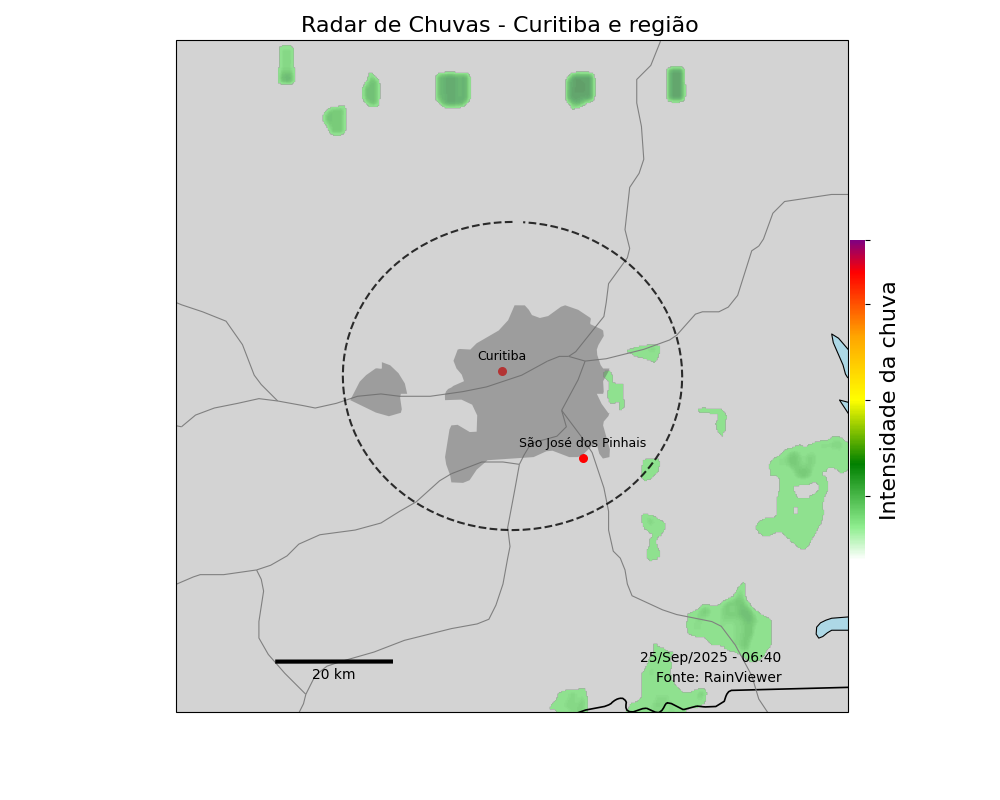 Radar de Chuvas - Curitiba e região
Curitiba
São José dos Pinhais
Intensidade da chuva
25/Sep/2025 - 06:40
20 km
Fonte: RainViewer